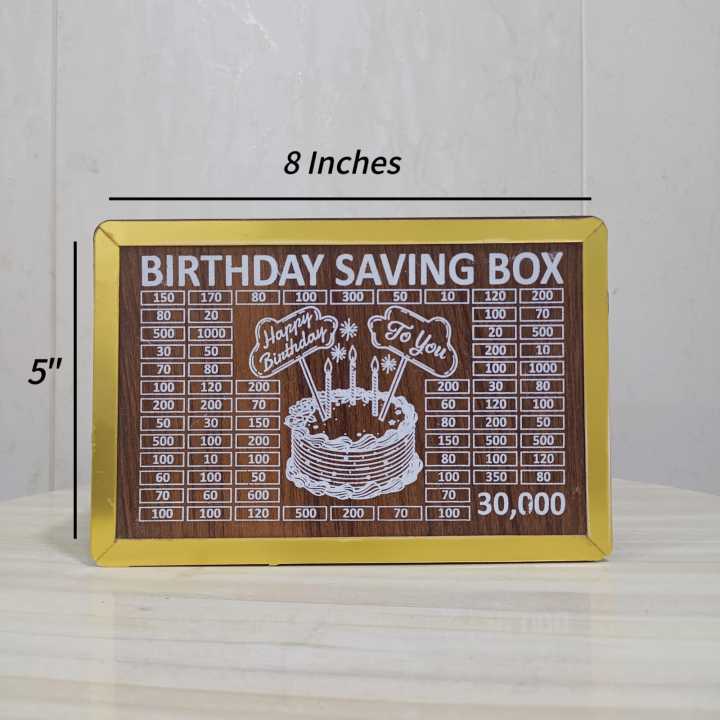 8 Inches
5"
BIRTHDAY SAVING BOX
150 170 80 100 300 50 10 120 200
80 20 100 70
500 1000 20 500
30 50 200 10
70 80 100 1000
Happy Birthday
To You
100 120 200 200 30 80
200 200 70 60 120 100
50 30 150 80 200 50
500 100 200 150 500 500
100 10 100 80 100 120
60 100 50 100 350 80
70 60 600 70
100 100 120 500 200 70 100
30,000